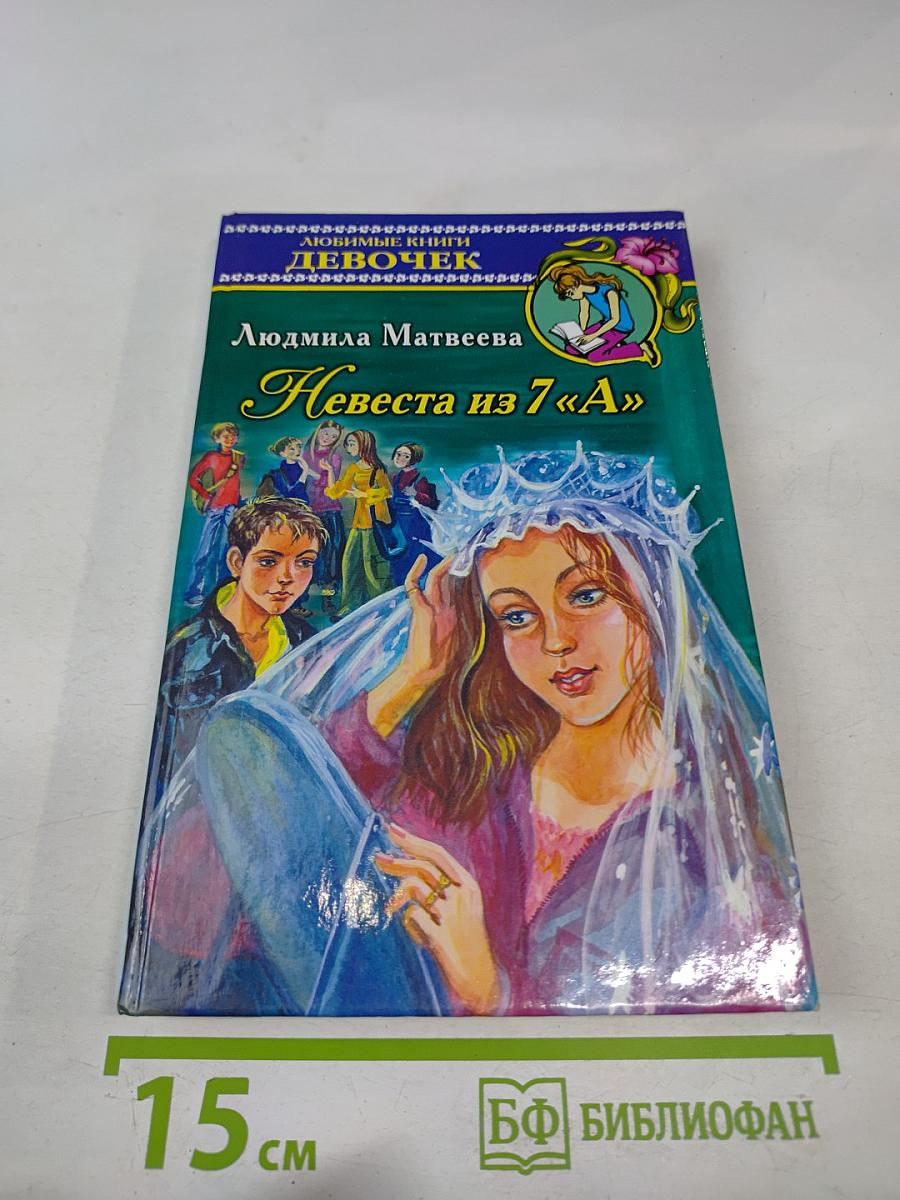 ЛЮБИМЫЕ КНИГИ
ДЕВОЧЕК
Людмила Матвеева
Невеста из 7 «А»
15 см
БФ БИБЛИОФАН